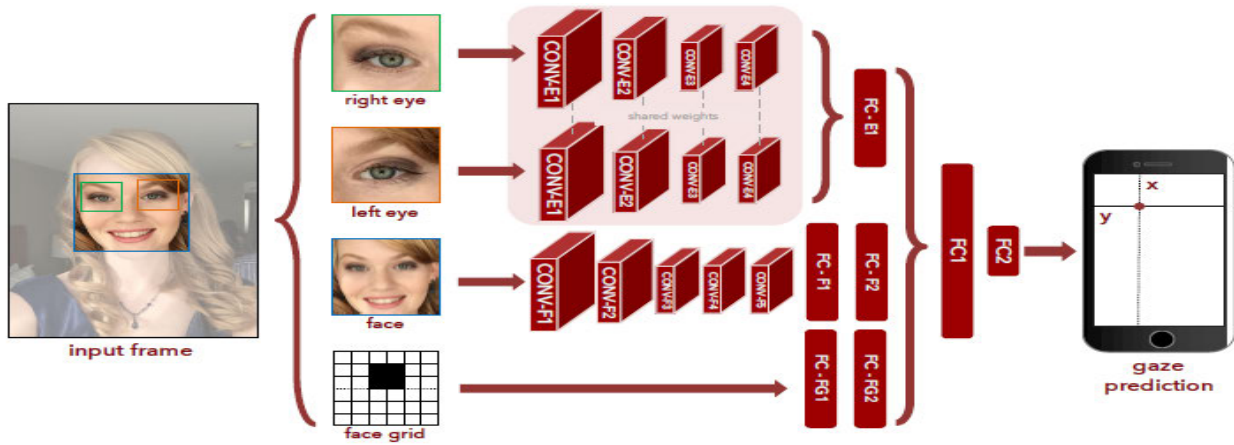 right eye
CONV-E1
CONV-E2
CONV-E3
CONV-E4
shared weights
left eye
CONV-E1
CONV-E2
CONV-E3
CONV-E4
FC - E1
input frame
face
CONV-F1
CONV-F2
CONV-F3
CONV-F4
CONV-F5
FC - F1
FC - F2
face grid
FC - FG1
FC - FG2
FC1
FC2
x
y
gaze
prediction